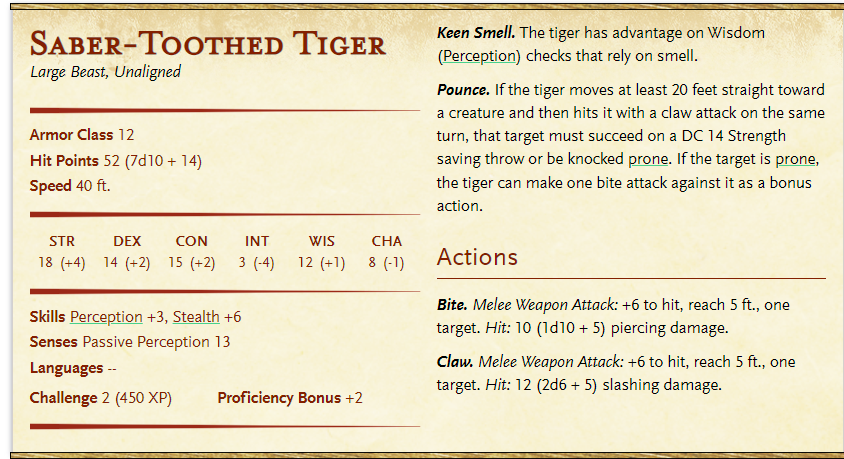 Saber-Toothed Tiger
Large Beast, Unaligned
Armor Class 12
Hit Points 52 (7d10 + 14)
Speed 40 ft.
STR DEX CON INT WIS CHA
18 (+4) 14 (+2) 15 (+2) 3 (-4) 12 (+1) 8 (-1)
Skills Perception +3, Stealth +6
Senses Passive Perception 13
Languages --
Challenge 2 (450 XP) Proficiency Bonus +2
Keen Smell. The tiger has advantage on Wisdom
(Perception) checks that rely on smell.
Pounce. If the tiger moves at least 20 feet straight toward
a creature and then hits it with a claw attack on the same
turn, that target must succeed on a DC 14 Strength
saving throw or be knocked prone. If the target is prone,
the tiger can make one bite attack against it as a bonus
action.
Actions
Bite. Melee Weapon Attack: +6 to hit, reach 5 ft., one
target. Hit: 10 (1d10 + 5) piercing damage.
Claw. Melee Weapon Attack: +6 to hit, reach 5 ft., one
target. Hit: 12 (2d6 + 5) slashing damage.